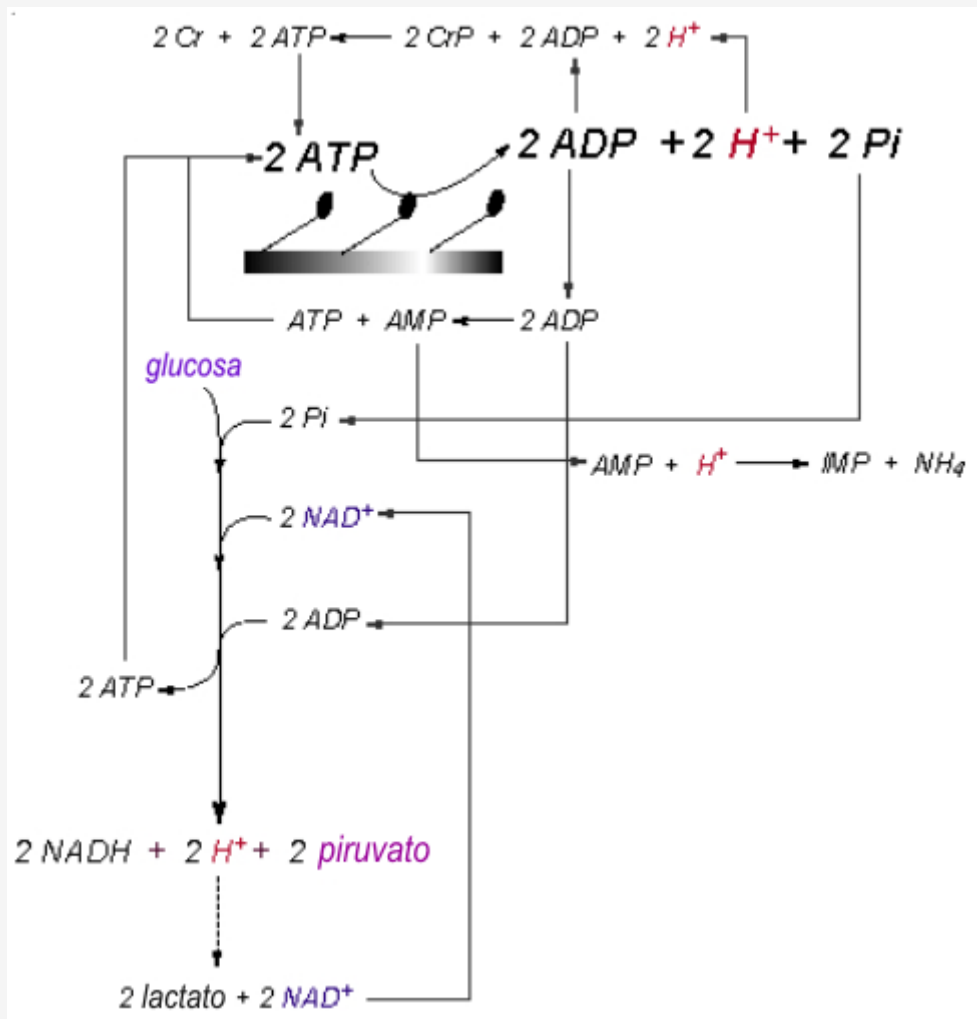 2 Cr + 2 ATP 2 CrP + 2 ADP + 2 H⁺
2 ATP 2 ADP + 2 H⁺ + 2 Pi
ATP + AMP 2 ADP
glucosa
2 Pi
AMP + H⁺ IMP + NH₄
2 NAD⁺
2 ADP
2 ATP
2 NADH + 2 H⁺ + 2 piruvato
2 lactato + 2 NAD⁺